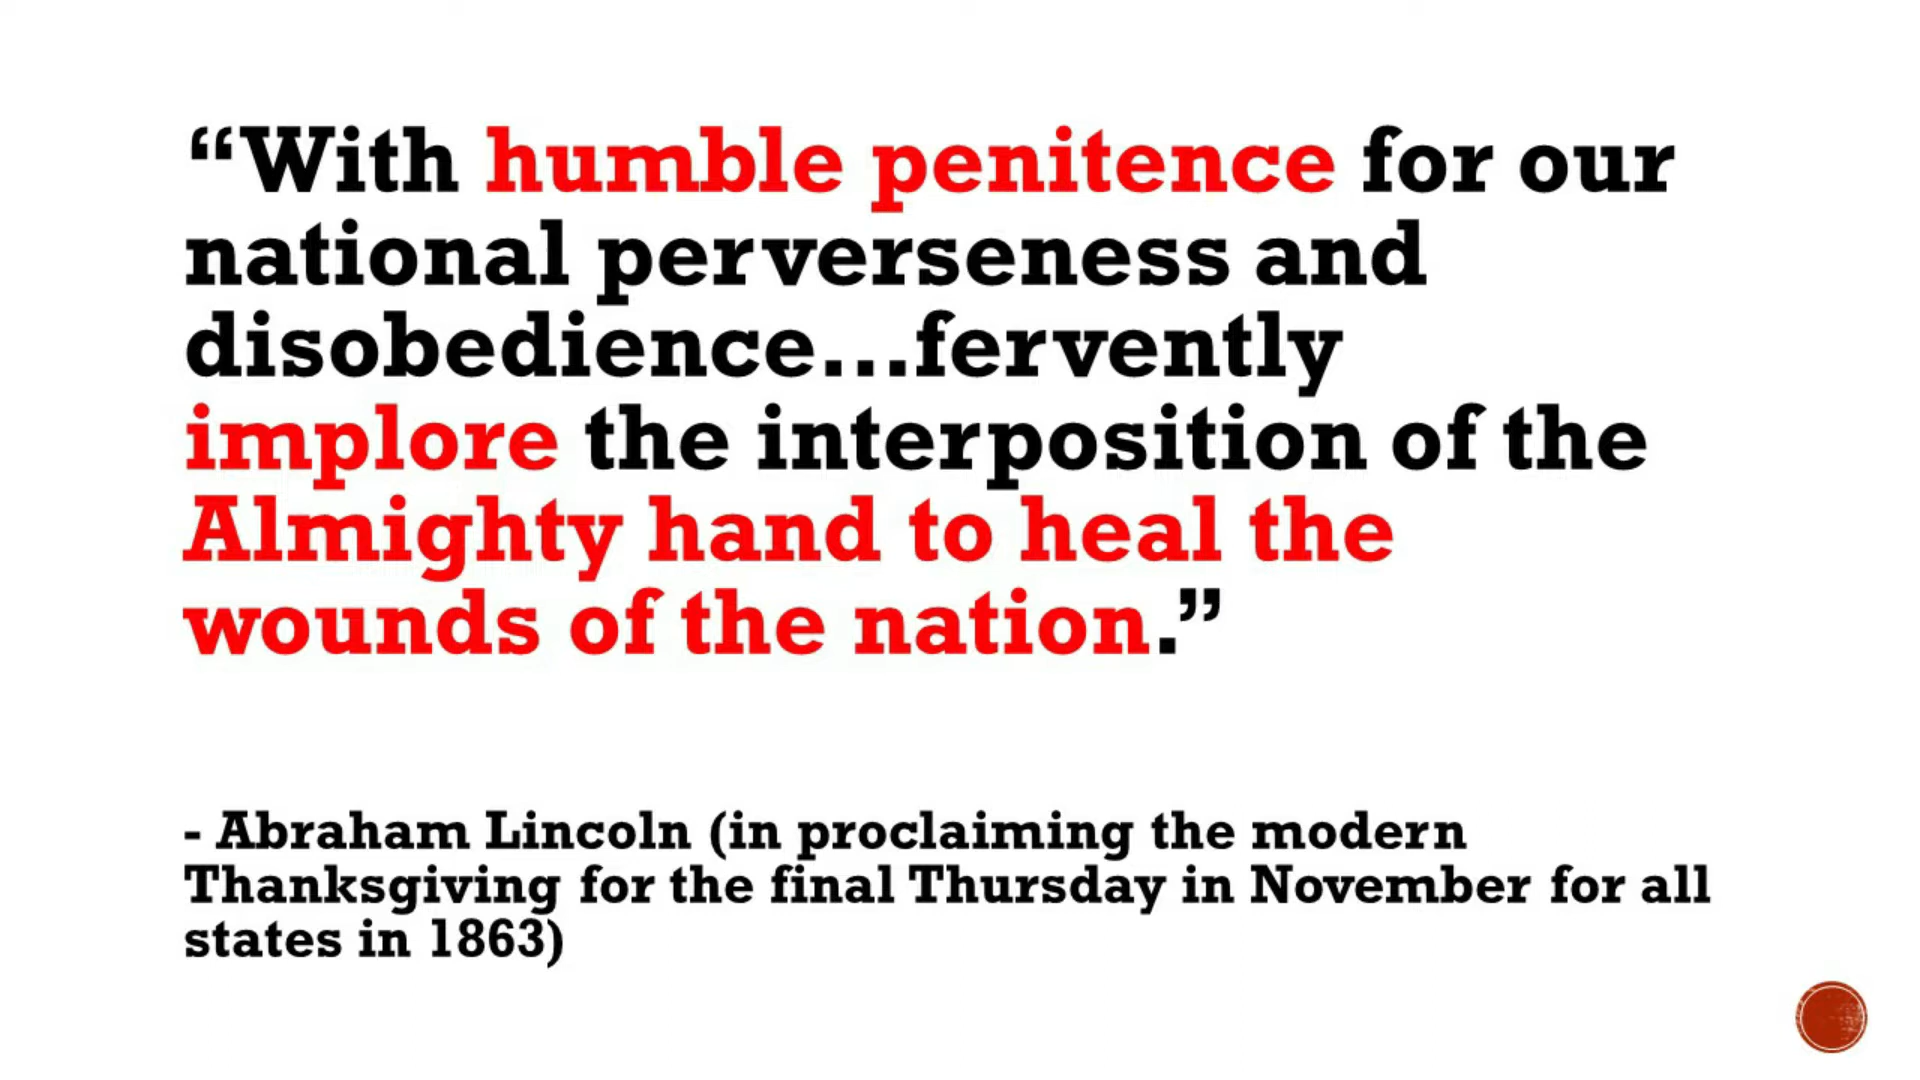 “With humble penitence for our
national perverseness and
disobedience...fervently
implore the interposition of the
Almighty hand to heal the
wounds of the nation.”
- Abraham Lincoln (in proclaiming the modern
Thanksgiving for the final Thursday in November for all
states in 1863)